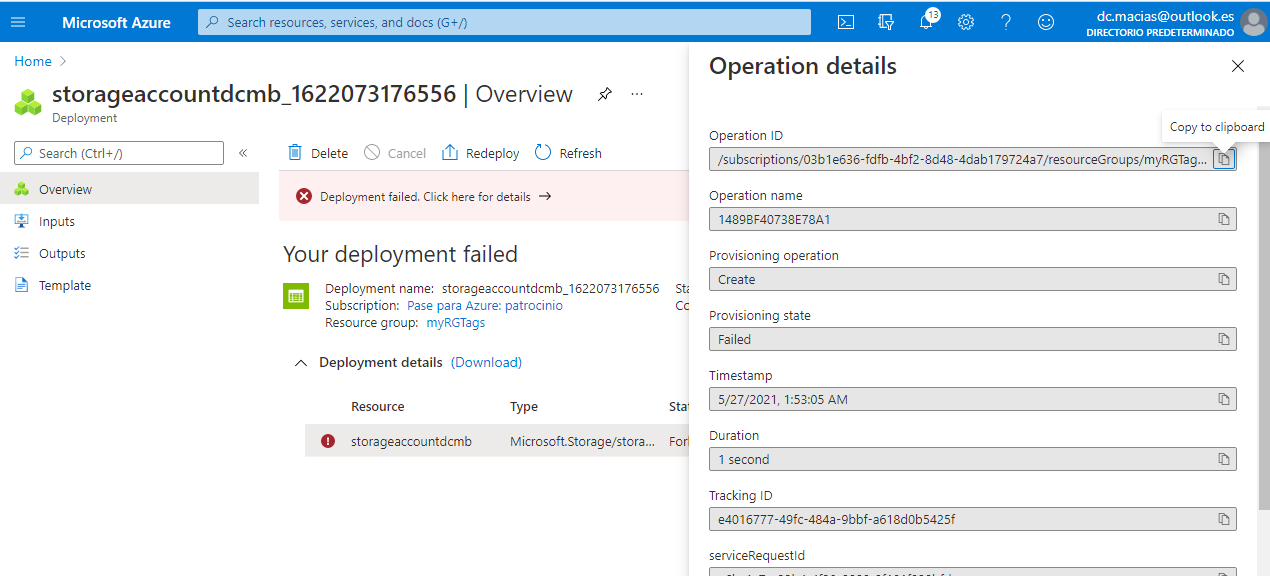 Microsoft Azure
Search resources, services, and docs (G+/)
13
dc.macias@outlook.es
DIRECTORIO PREDETERMINADO
Home
storageaccountdcmb_1622073176556 | Overview
Deployment
Search (Ctrl+/)
Overview
Inputs
Outputs
Template
Delete
Cancel
Redeploy
Refresh
Deployment failed. Click here for details
Your deployment failed
Deployment name: storageaccountdcmb_1622073176556
Sta
Subscription: Pase para Azure: patrocinio
Co
Resource group: myRGTags
Deployment details (Download)
Resource Type Stat
storageaccountdcmb Microsoft.Storage/stora... Forb
Operation details
Copy to clipboard
Operation ID
/subscriptions/03b1e636-fdfb-4bf2-8d48-4dab179724a7/resourceGroups/myRGTag...
Operation name
1489BF40738E78A1
Provisioning operation
Create
Provisioning state
Failed
Timestamp
5/27/2021, 1:53:05 AM
Duration
1 second
Tracking ID
e4016777-49fc-484a-9bbf-a618d0b5425f
serviceRequestId